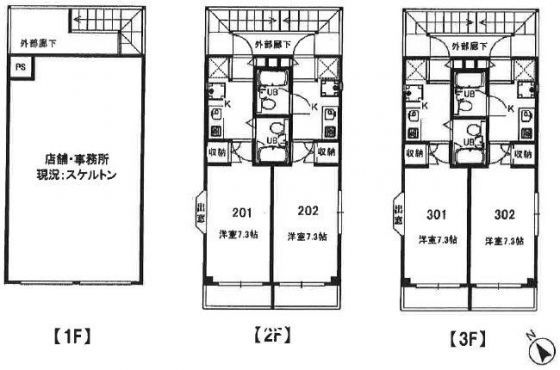 外部廊下
PS
店舗・事務所
現況：スケルトン
【1F】
外部廊下
UB
K
K
UB
収納
収納
出窓
201
洋室7.3帖
202
洋室7.3帖
【2F】
外部廊下
UB
K
K
UB
収納
収納
出窓
301
洋室7.3帖
302
洋室7.3帖
【3F】
N